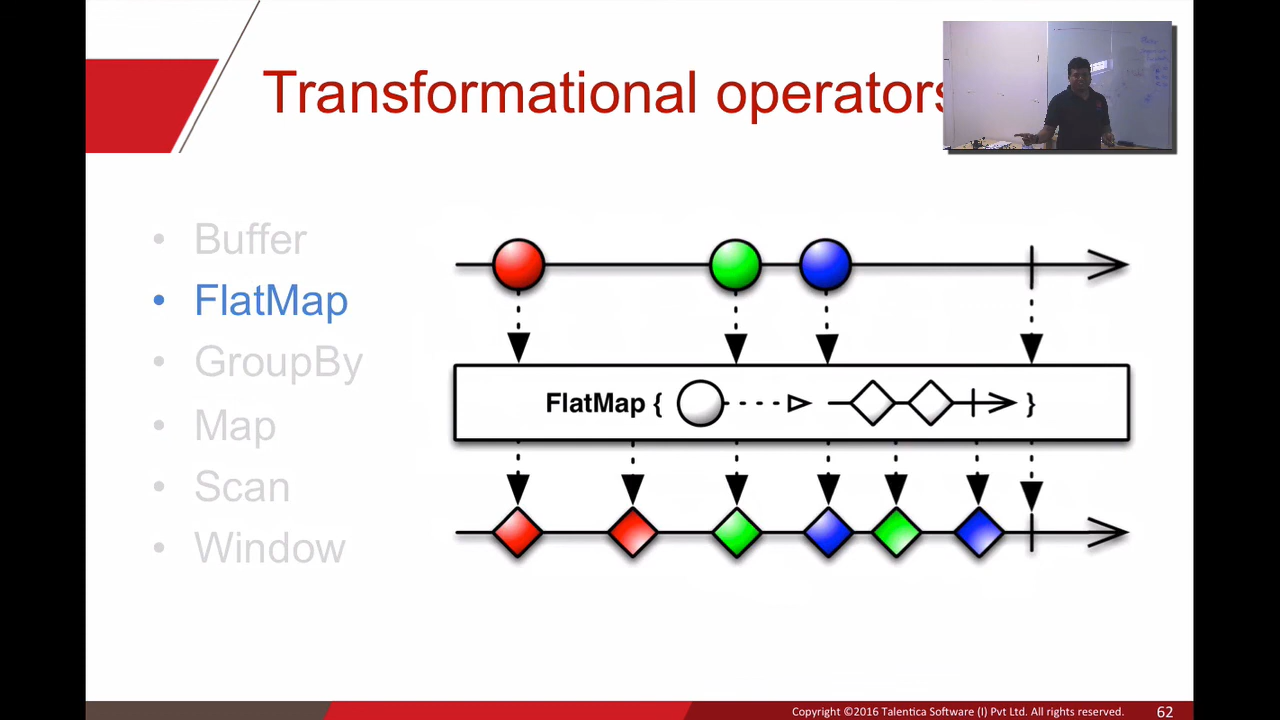 Transformational operators
• Buffer
• FlatMap
• GroupBy
• Map
• Scan
• Window
FlatMap { }
Copyright ©2016 Talentica Software (I) Pvt Ltd. All rights reserved.
62